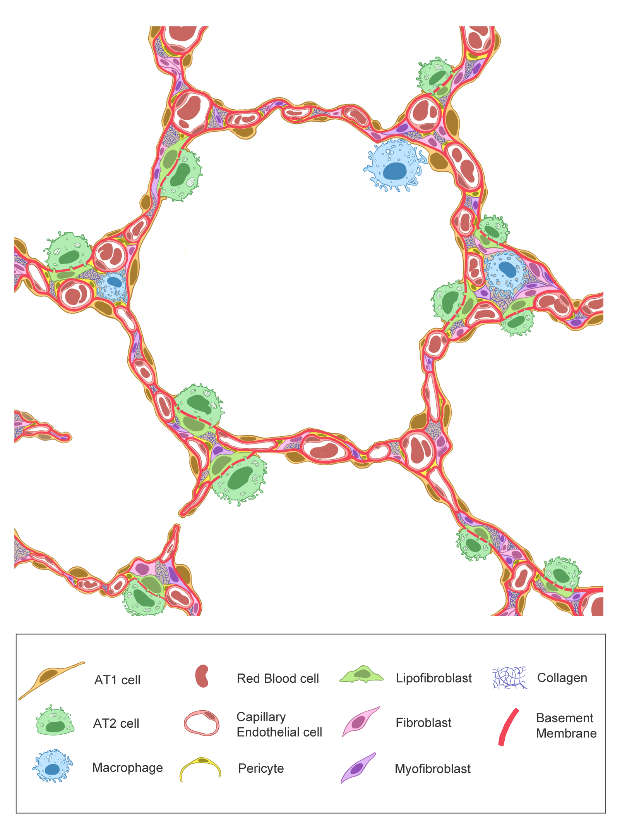 AT1 cell
Red Blood cell
Lipofibroblast
Collagen
AT2 cell
Capillary
Endothelial cell
Fibroblast
Basement
Membrane
Macrophage
Pericyte
Myofibroblast